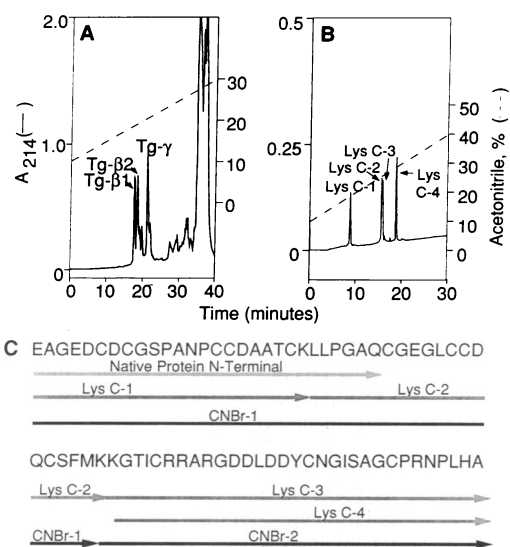 A
2.0
1.0
0
A214(—)
30
20
10
0
Tg-β2
Tg-β1
Tg-γ
0 10 20 30 40
B
0.5
0.25
0
50
40
30
20
10
0
Acetonitrile, % (- -)
Lys C-3
Lys C-2
Lys C-1
Lys
C-4
0 10 20 30
Time (minutes)
C
EAGEDCDCGSPANPCCDAATCKLLPGAQCGEGLCCD
Native Protein N-Terminal
Lys C-1 Lys C-2
CNBr-1
QCSFMKKGTICRRARGDDLDDYCNGISAGCPRNPLHA
Lys C-2 Lys C-3
Lys C-4
CNBr-1 CNBr-2